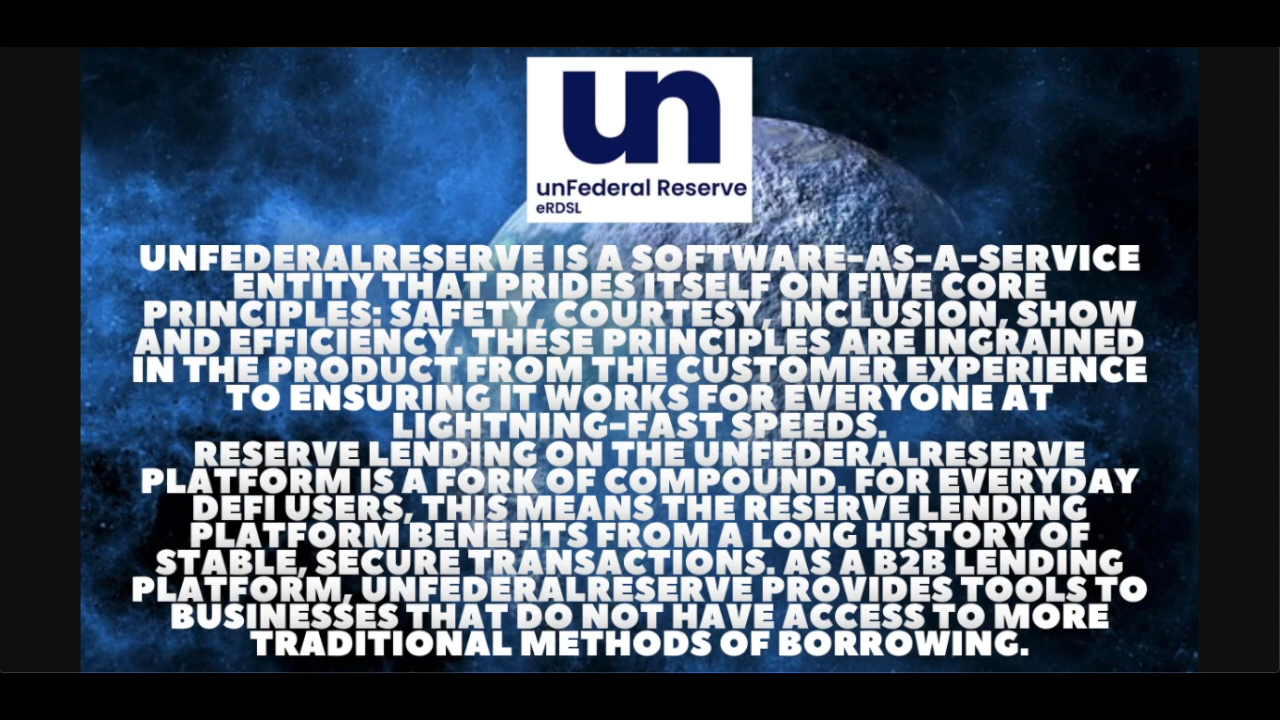 un
unFederal Reserve
eRDSL
UNFEDERALRESERVE IS A SOFTWARE-AS-A-SERVICE
ENTITY THAT PRIDES ITSELF ON FIVE CORE
PRINCIPLES: SAFETY, COURTESY, INCLUSION, SHOW
AND EFFICIENCY. THESE PRINCIPLES ARE INGRAINED
IN THE PRODUCT FROM THE CUSTOMER EXPERIENCE
TO ENSURING IT WORKS FOR EVERYONE AT
LIGHTNING-FAST SPEEDS.
RESERVE LENDING ON THE UNFEDERALRESERVE
PLATFORM IS A FORK OF COMPOUND. FOR EVERYDAY
DEFI USERS, THIS MEANS THE RESERVE LENDING
PLATFORM BENEFITS FROM A LONG HISTORY OF
STABLE, SECURE TRANSACTIONS. AS A B2B LENDING
PLATFORM, UNFEDERALRESERVE PROVIDES TOOLS TO
BUSINESSES THAT DO NOT HAVE ACCESS TO MORE
TRADITIONAL METHODS OF BORROWING.